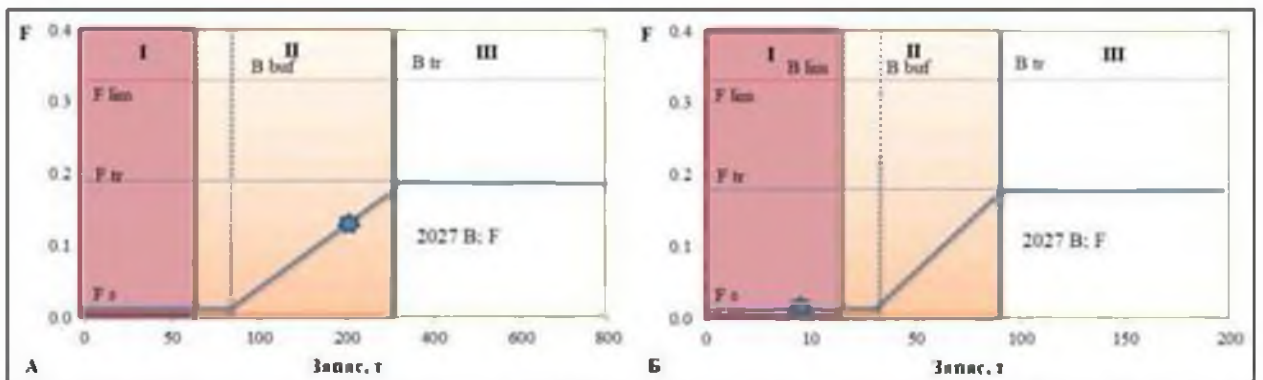 F 0.4 I II III
B buf B tr
F lim
0.3
0.2 F tr
0.1 2027 B; F
F s
0.0
0 50 100 200 400 600 800
А Запас, т
F 0.4 I II III
B lim B buf B tr
F lim
0.3
0.2 F tr
0.1 2027 B; F
F s
0.0
0 10 50 100 150 200
Б Запас, т